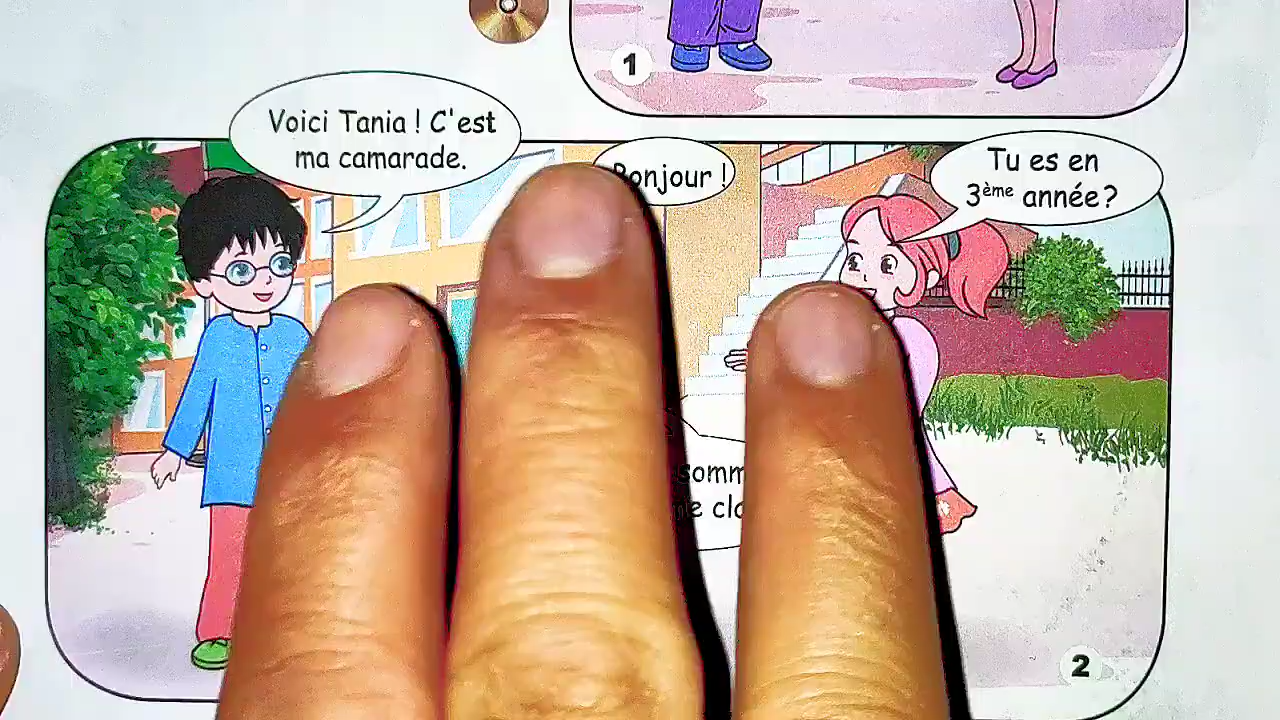 1
Voici Tania ! C'est
ma camarade.
Bonjour !
Tu es en
3ème année ?
2